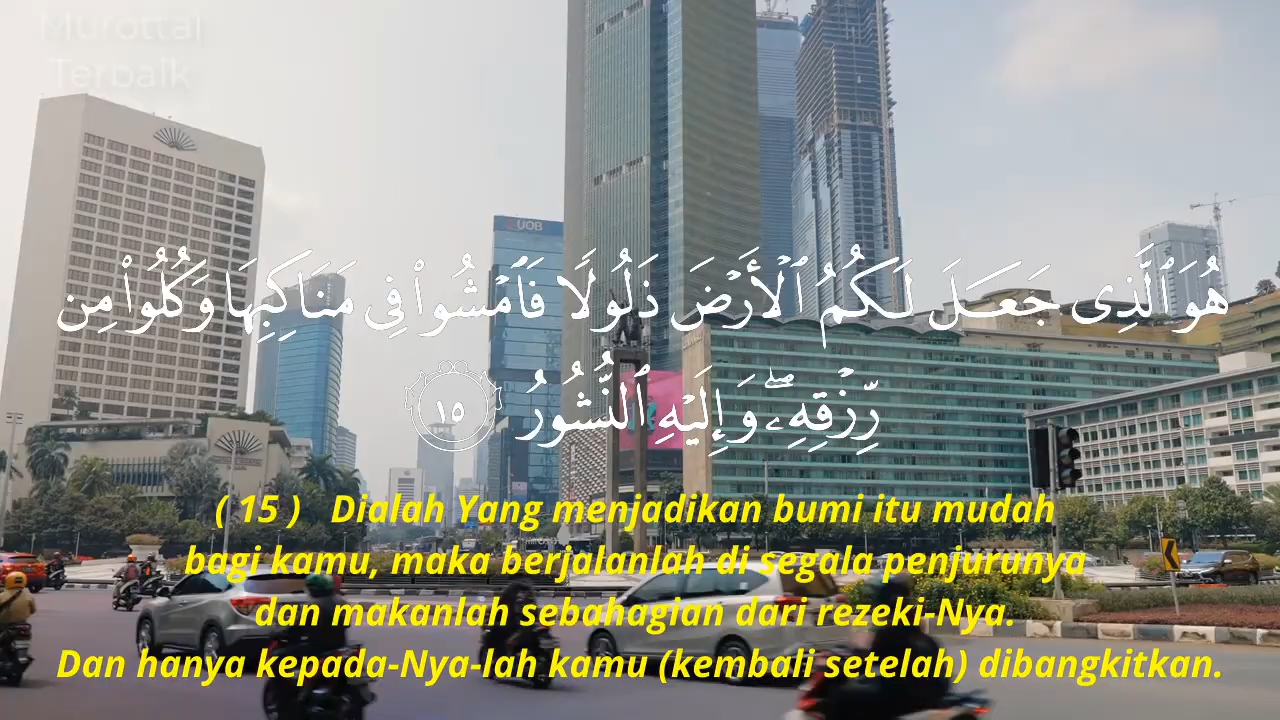 Murottal
Terbaik
UOB
هُوَ ٱلَّذِى جَعَلَ لَكُمُ ٱلْأَرْضَ ذَلُولًا فَٱمْشُوا۟ فِى مَنَاكِبِهَا وَكُلُوا۟ مِن
رِّزْقِهِۦ ۖ وَإِلَيْهِ ٱلنُّشُورُ ١٥
( 15 ) Dialah Yang menjadikan bumi itu mudah
bagi kamu, maka berjalanlah di segala penjurunya
dan makanlah sebahagian dari rezeki-Nya.
Dan hanya kepada-Nya-lah kamu (kembali setelah) dibangkitkan.